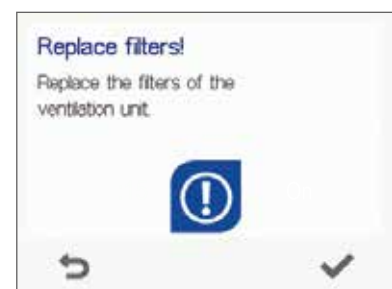 Replace filters!
Replace the filters of the
ventilation unit.